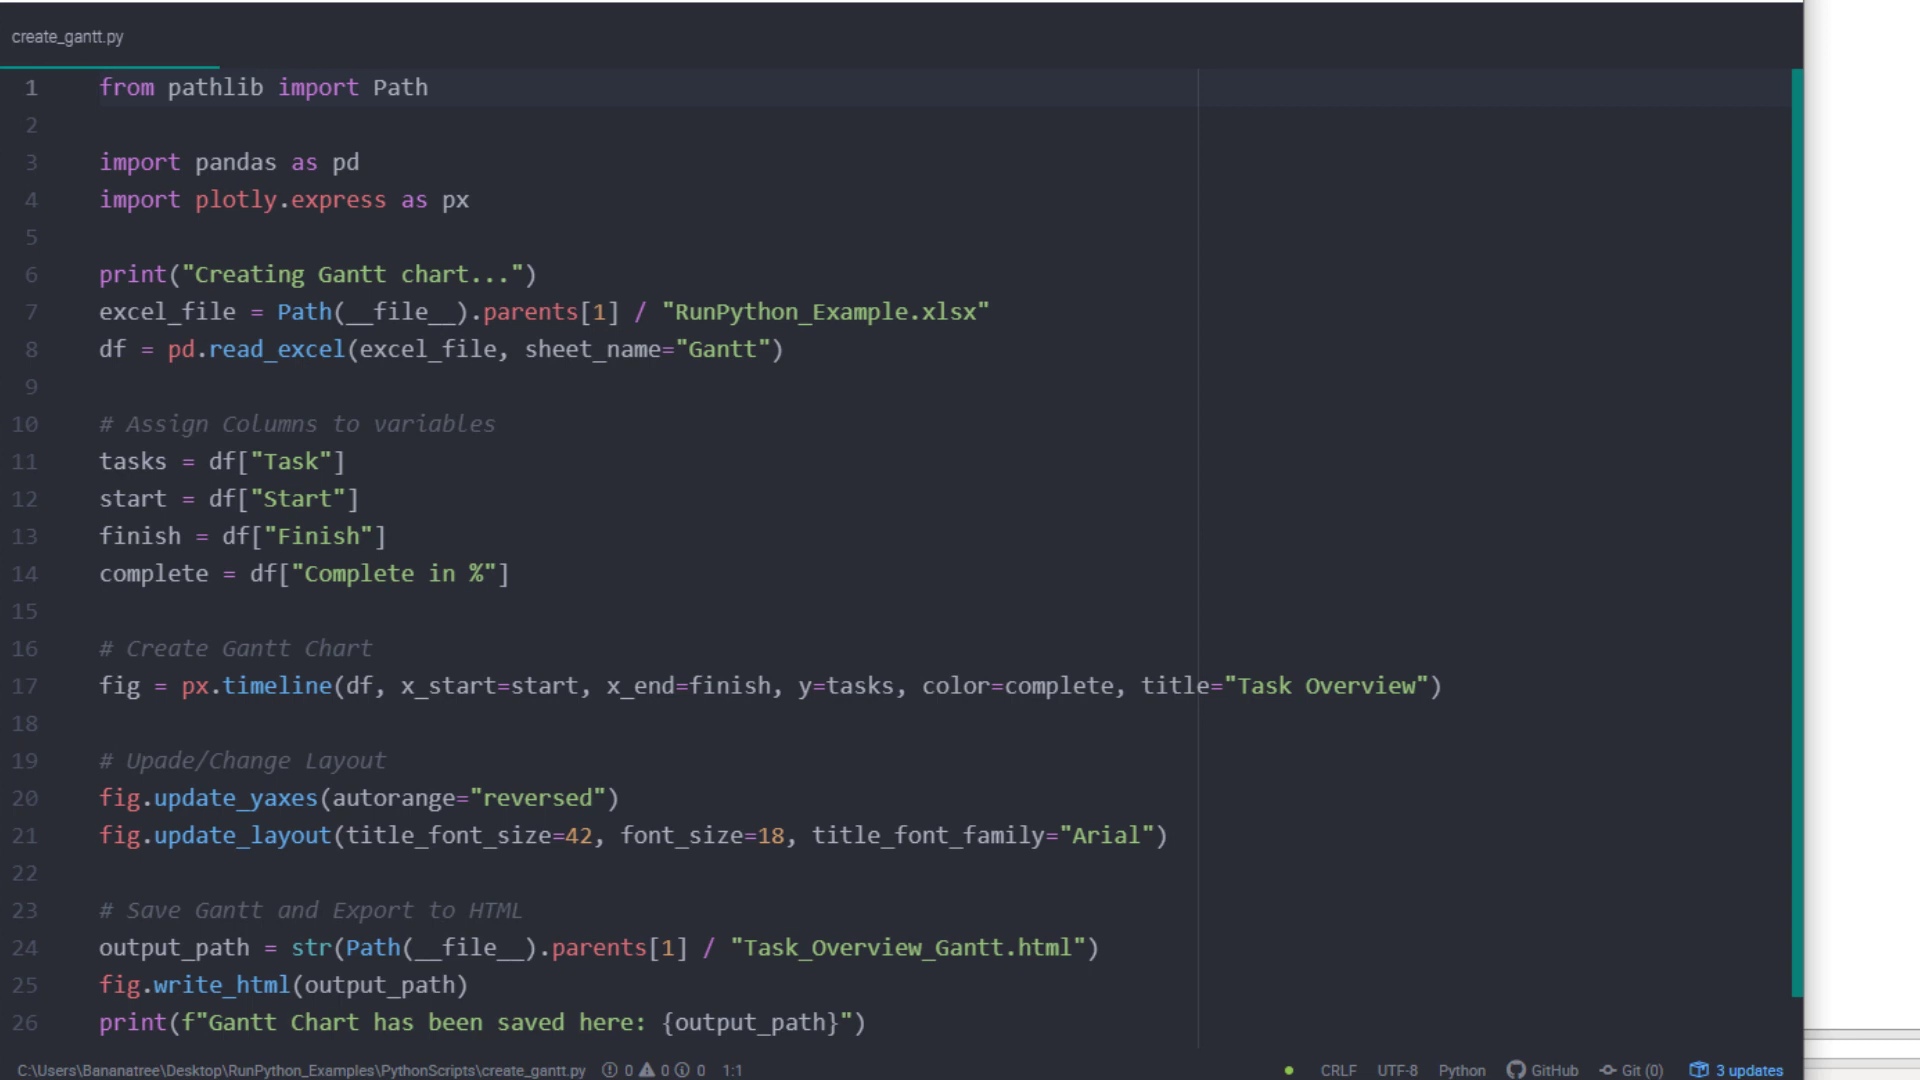 create_gantt.py
1 from pathlib import Path
2
3 import pandas as pd
4 import plotly.express as px
5
6 print("Creating Gantt chart...")
7 excel_file = Path(__file__).parents[1] / "RunPython_Example.xlsx"
8 df = pd.read_excel(excel_file, sheet_name="Gantt")
9
10 # Assign Columns to variables
11 tasks = df["Task"]
12 start = df["Start"]
13 finish = df["Finish"]
14 complete = df["Complete in %"]
15
16 # Create Gantt Chart
17 fig = px.timeline(df, x_start=start, x_end=finish, y=tasks, color=complete, title="Task Overview")
18
19 # Upade/Change Layout
20 fig.update_yaxes(autorange="reversed")
21 fig.update_layout(title_font_size=42, font_size=18, title_font_family="Arial")
22
23 # Save Gantt and Export to HTML
24 output_path = str(Path(__file__).parents[1] / "Task_Overview_Gantt.html")
25 fig.write_html(output_path)
26 print(f"Gantt Chart has been saved here: {output_path}")
C:\Users\Bananatree\Desktop\RunPython_Examples\PythonScripts\create_gantt.py 0 0 0 1:1 CRLF UTF-8 Python GitHub Git (0) 3 updates